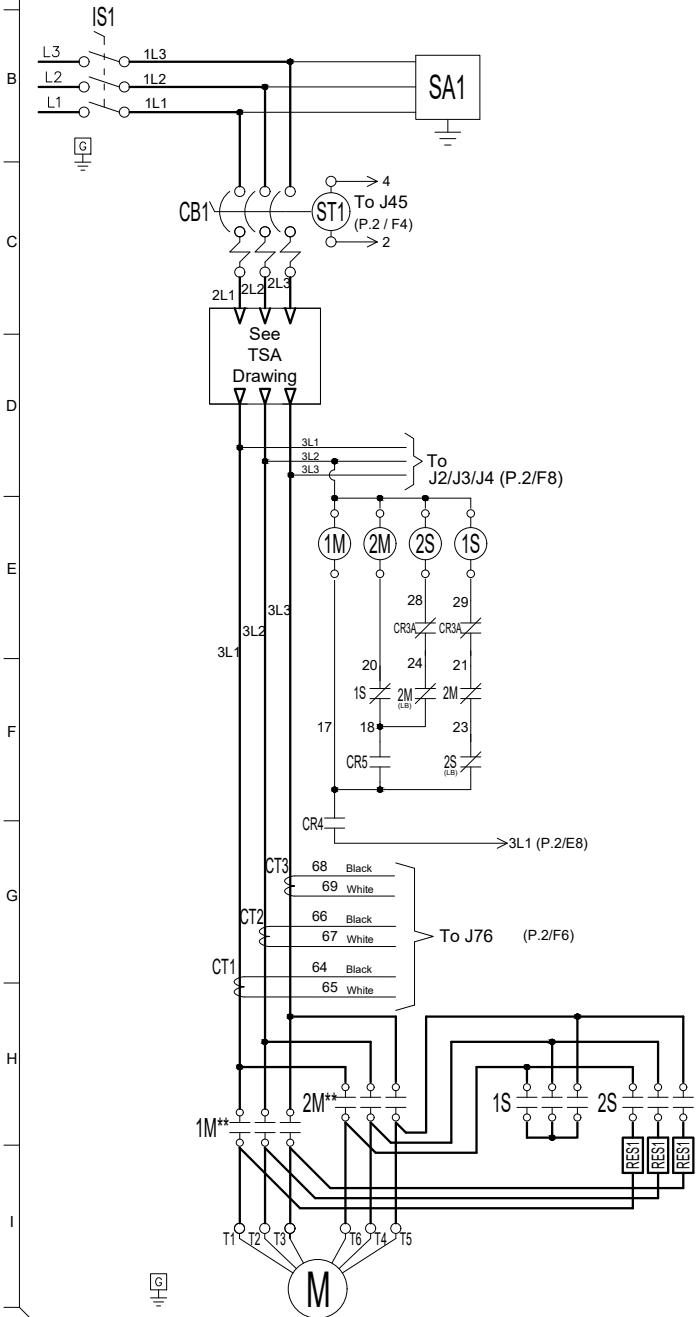 IS1
L3 1L3
B
L2 1L2
SA1
L1 1L1
G
4
CB1
ST1
To J45
(P.2 / F4)
C
2
2L1 2L2 2L3
See
TSA
Drawing
D
3L1
3L2
3L3
To
J2/J3/J4 (P.2/F8)
1M 2M 2S 1S
E
28 29
CR3A CR3A
3L3
3L2
3L1
20 24 21
1S 2M 2M
(LB)
F
17 18 23
CR5 2S
(LB)
CR4
3L1 (P.2/E8)
CT3 68 Black
69 White
G
CT2 66 Black
67 White
To J76 (P.2/F6)
CT1 64 Black
65 White
H
1M** 2M** 1S 2S
RES1 RES1 RES1
I
T1 T2 T3 T6 T4 T5
M
G